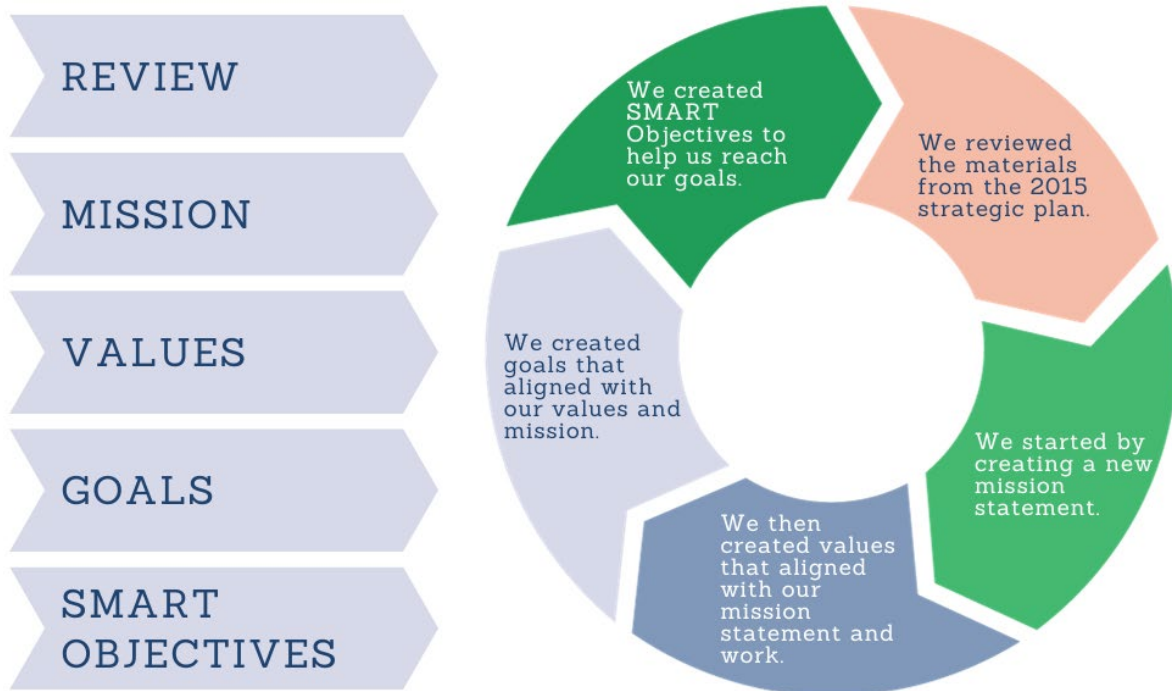 REVIEW
MISSION
VALUES
GOALS
SMART
OBJECTIVES
We reviewed
the materials
from the 2015
strategic plan.
We started by
creating a new
mission
statement.
We then
created values
that aligned
with our
mission
statement and
work.
We created
goals that
aligned with
our values and
mission.
We created
SMART
Objectives to
help us reach
our goals.